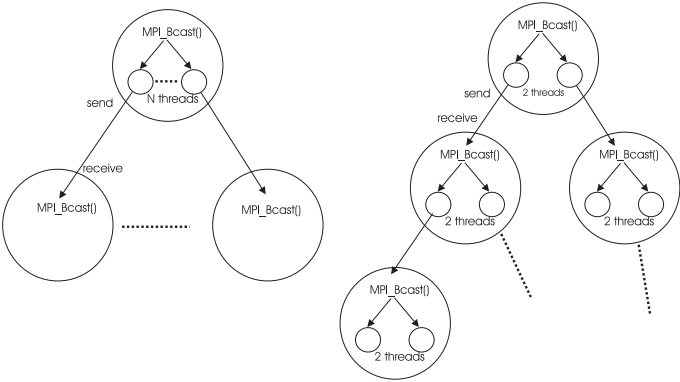 MPI_Bcast()
N threads
send
receive
MPI_Bcast()
MPI_Bcast()
MPI_Bcast()
2 threads
send
receive
MPI_Bcast()
2 threads
MPI_Bcast()
2 threads
MPI_Bcast()
2 threads